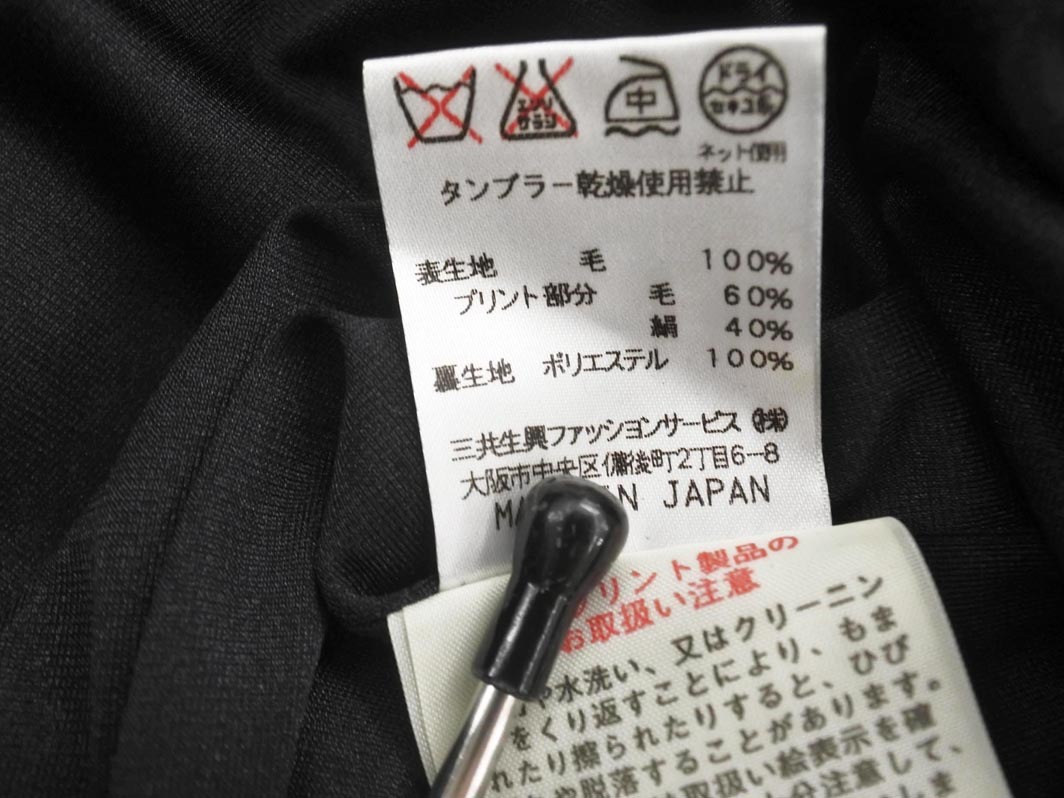 エンソ
サラシ
中
ドライ
セキユ系
ネット使用
タンブラー乾燥使用禁止
表生地 毛 100%
プリント部分 毛 60%
絹 40%
裏生地 ポリエステル 100%
三共生興ファッションサービス(株)
大阪市中央区備後町2丁目6-8
JAPAN
リント製品の
お取扱い注意
や水洗い、又はクリーニン
をくり返すことにより、もま
れたり擦られたりすると、ひび
や脱落することがあります。
取扱い絵表示を確
分注意して、